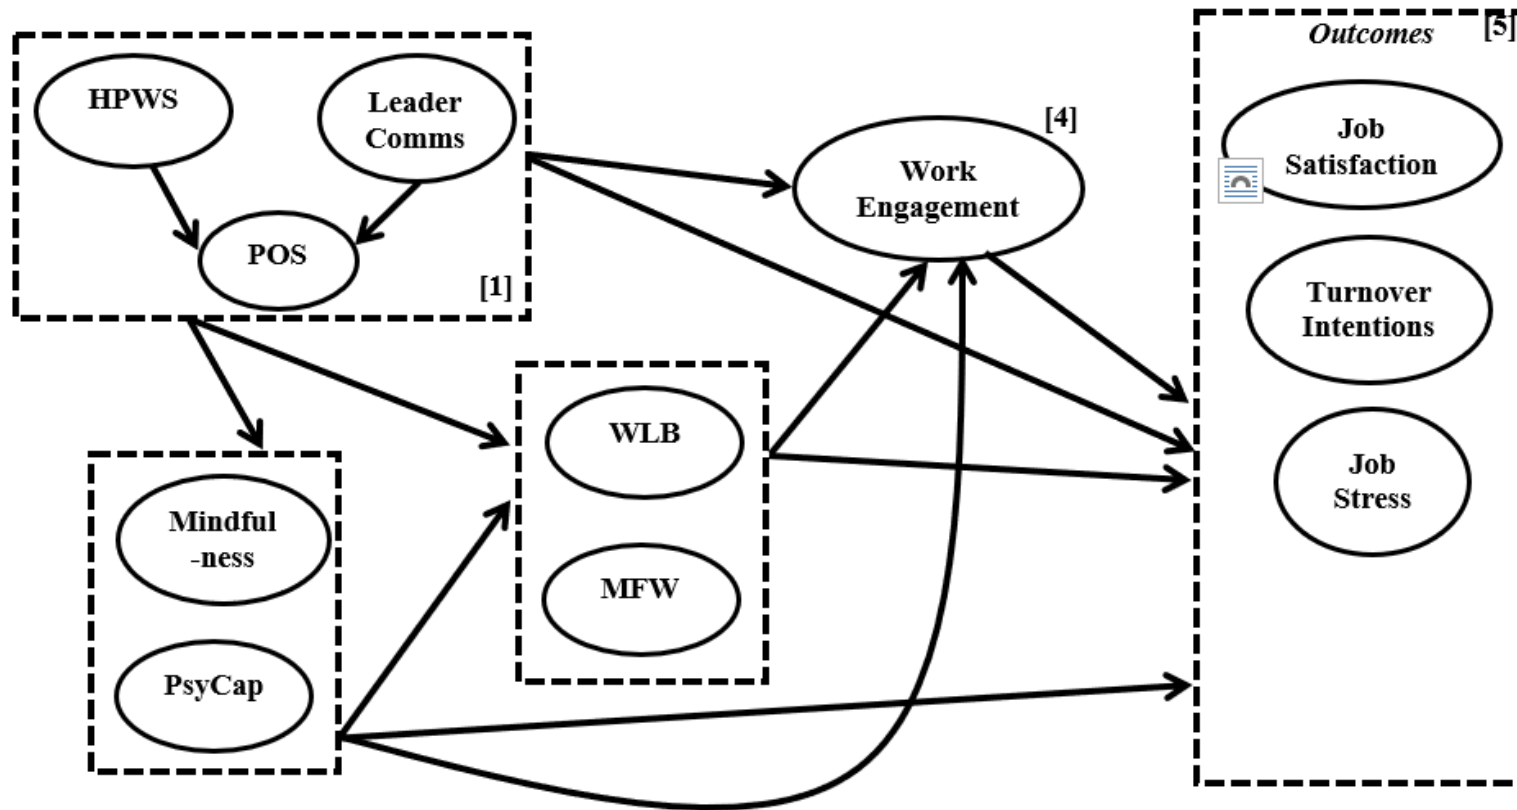 HPWS
Leader
Comms
POS
[1]
Work
Engagement
[4]
Outcomes
[5]
Job
Satisfaction
Turnover
Intentions
Job
Stress
WLB
MFW
Mindful
-ness
PsyCap